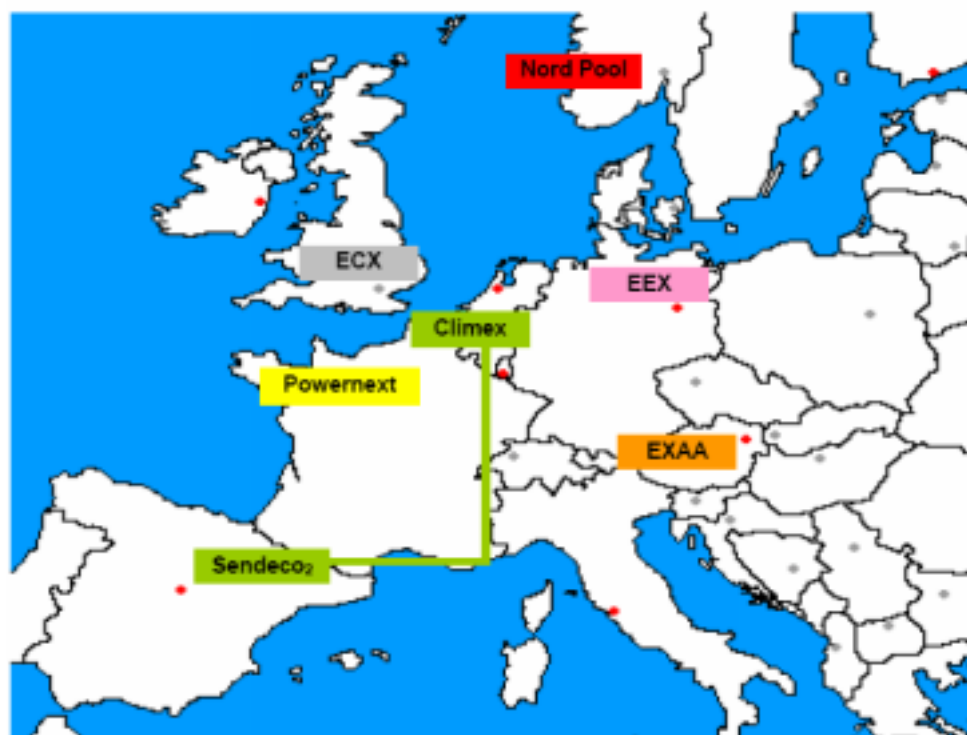 Nord Pool
ECX
EEX
Climex
Powernext
EXAA
Sendeco₂